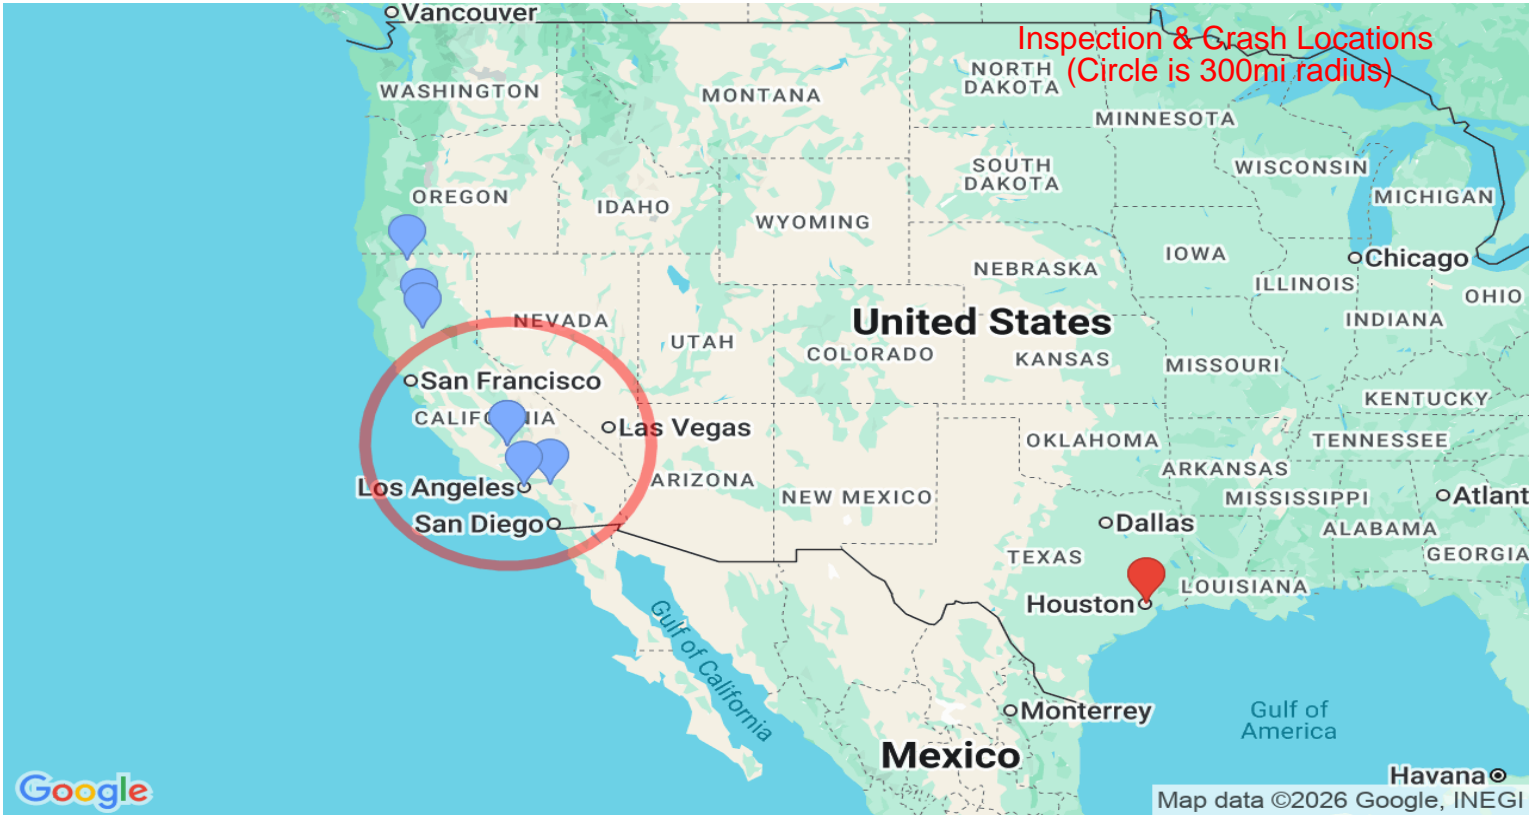 Vancouver
Inspection & Crash Locations
(Circle is 300mi radius)
WASHINGTON
MONTANA
NORTH
DAKOTA
MINNESOTA
SOUTH
DAKOTA
WISCONSIN
MICHIGAN
OREGON
IDAHO
WYOMING
IOWA
Chicago
NEBRASKA
ILLINOIS
OHIO
NEVADA
United States
INDIANA
UTAH
COLORADO
KANSAS
MISSOURI
San Francisco
KENTUCKY
CALIF NIA
Las Vegas
OKLAHOMA
TENNESSEE
ARKANSAS
Los Angeles
ARIZONA
NEW MEXICO
MISSISSIPPI
Atlant
San Diego
Dallas
ALABAMA
TEXAS
GEORGIA
LOUISIANA
Houston
Gulf of California
Monterrey
Gulf of
America
Mexico
Havana
Google
Map data ©2026 Google, INEGI